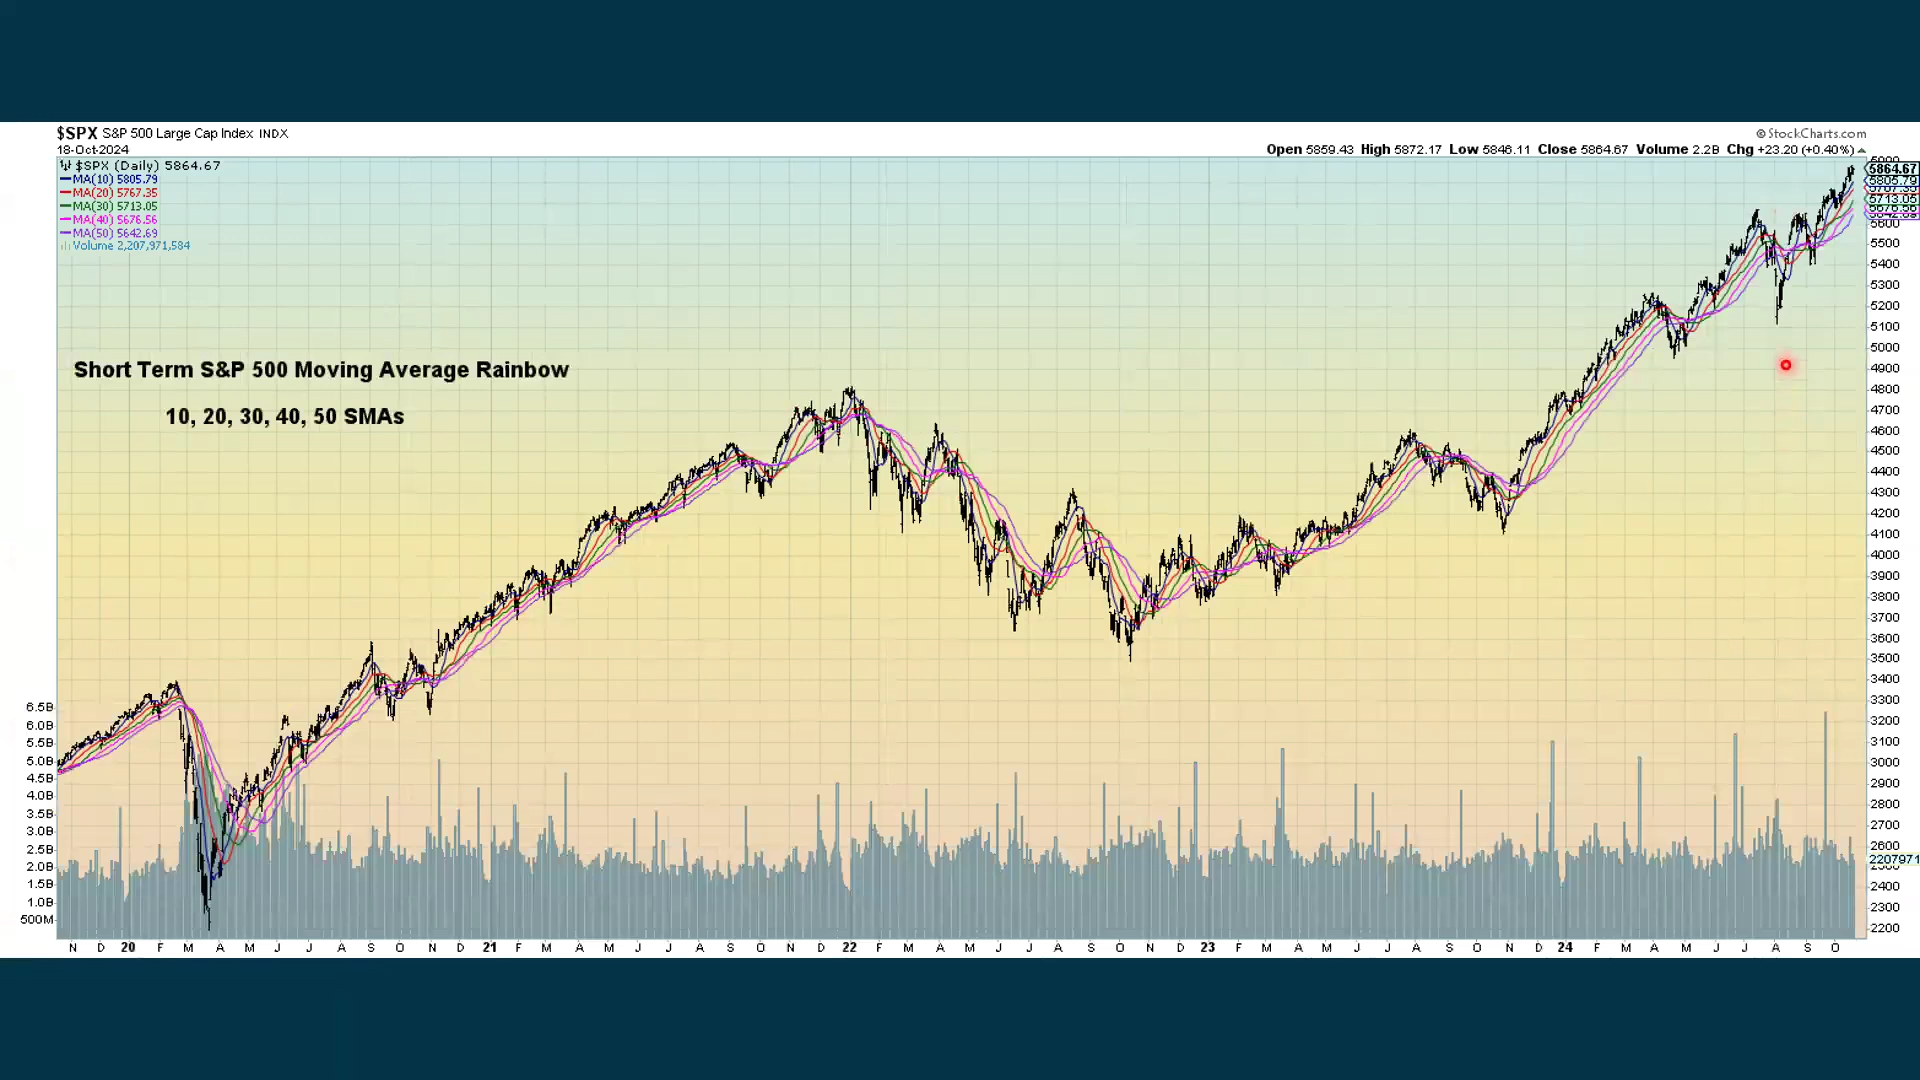 $SPX S&P 500 Large Cap Index INDX
© StockCharts.com
18-Oct-2024
Open 5859.43 High 5872.17 Low 5846.11 Close 5864.67 Volume 2.2B Chg +23.20 (+0.40%)
$SPX (Daily) 5864.67
MA(10) 5805.79
MA(20) 5767.35
MA(30) 5713.05
MA(40) 5676.56
MA(50) 5642.69
Volume 2,207,971,584
Short Term S&P 500 Moving Average Rainbow
10, 20, 30, 40, 50 SMAs
6.5B
6.0B
5.5B
5.0B
4.5B
4.0B
3.5B
3.0B
2.5B
2.0B
1.5B
1.0B
500M
5864.67
5805.79
5713.05
5600
5500
5400
5300
5200
5100
5000
4900
4800
4700
4600
4500
4400
4300
4200
4100
4000
3900
3800
3700
3600
3500
3400
3300
3200
3100
3000
2900
2800
2700
2600
2207971
2400
2300
2200
N D 20 F M A M J J A S O N D 21 F M A M J J A S O N D 22 F M A M J J A S O N D 23 F M A M J J A S O N D 24 F M A M J J A S O